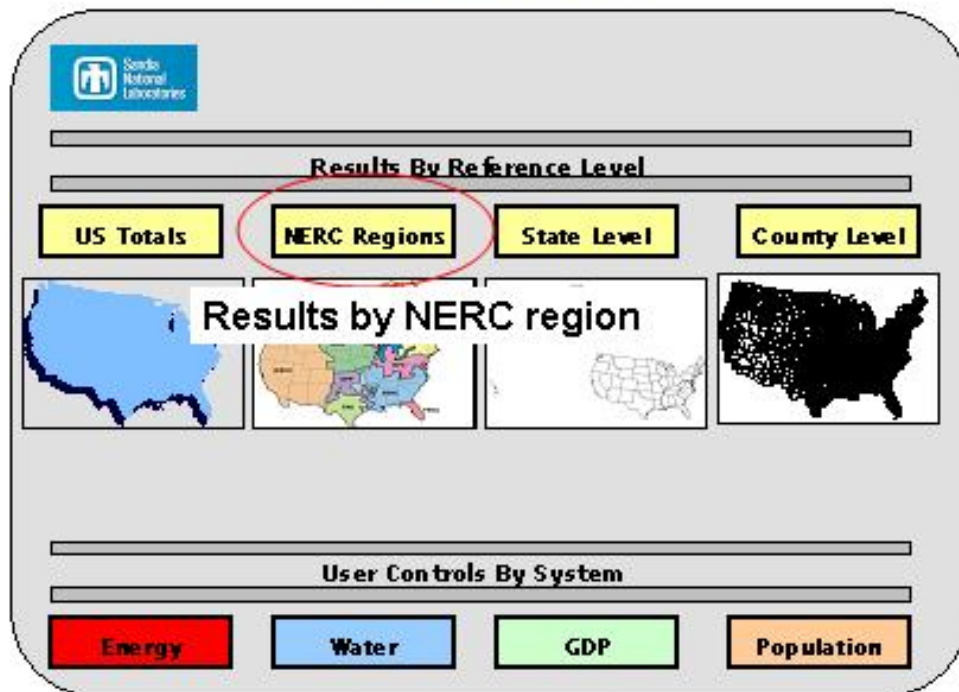 Sandia
National
Laboratories
Results By Reference Level
US Totals
NERC Regions
State Level
County Level
Results by NERC region
User Controls By System
Energy
Water
GDP
Population